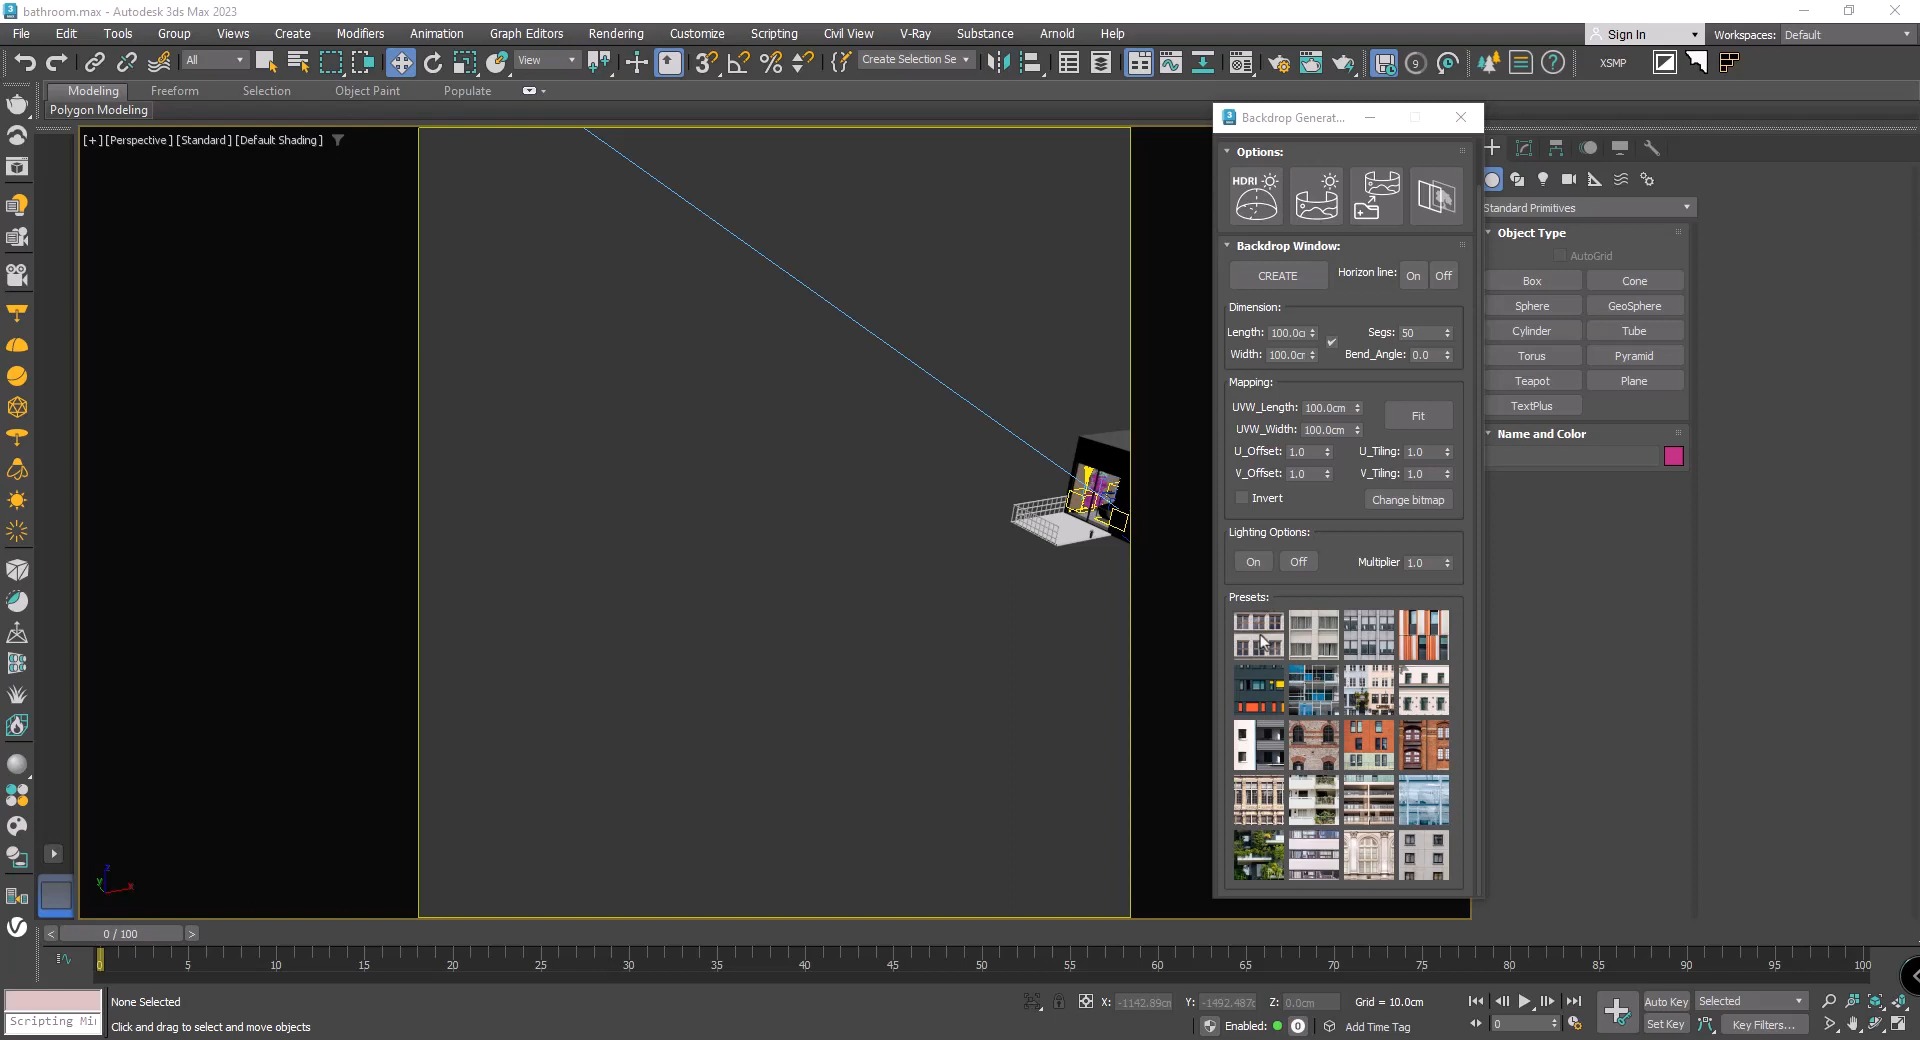 bathroom.max - Autodesk 3ds Max 2023
File Edit Tools Group Views Create Modifiers Animation Graph Editors Rendering Customize Scripting Civil View V-Ray Substance Arnold Help
Sign In Workspaces: Default
All View Create Selection Se XSMP
Modeling Freeform Selection Object Paint Populate
Polygon Modeling
[+] [Perspective] [Standard] [Default Shading]
Backdrop Generat...
Options:
HDRI
Backdrop Window:
CREATE Horizon line: On Off
Dimension:
Length: 100.0c Segs: 50
Width: 100.0c Bend_Angle: 0.0
Mapping:
UVW_Length: 100.0cm Fit
UVW_Width: 100.0cm
U_Offset: 1.0 U_Tiling: 1.0
V_Offset: 1.0 V_Tiling: 1.0
Invert Change bitmap
Lighting Options:
On Off Multiplier 1.0
Presets:
Standard Primitives
Object Type
AutoGrid
Box Cone
Sphere GeoSphere
Cylinder Tube
Torus Pyramid
Teapot Plane
TextPlus
Name and Color
z
y
x
0 / 100
0 5 10 15 20 25 30 35 40 45 50 55 60 65 70 75 80 85 90 95 100
None Selected X: -1142.89cm Y: -1492.487c Z: 0.0cm Grid = 10.0cm Auto Key Selected
Scripting Mi Click and drag to select and move objects Enabled: 0 Add Time Tag 0 Set Key Key Filters...